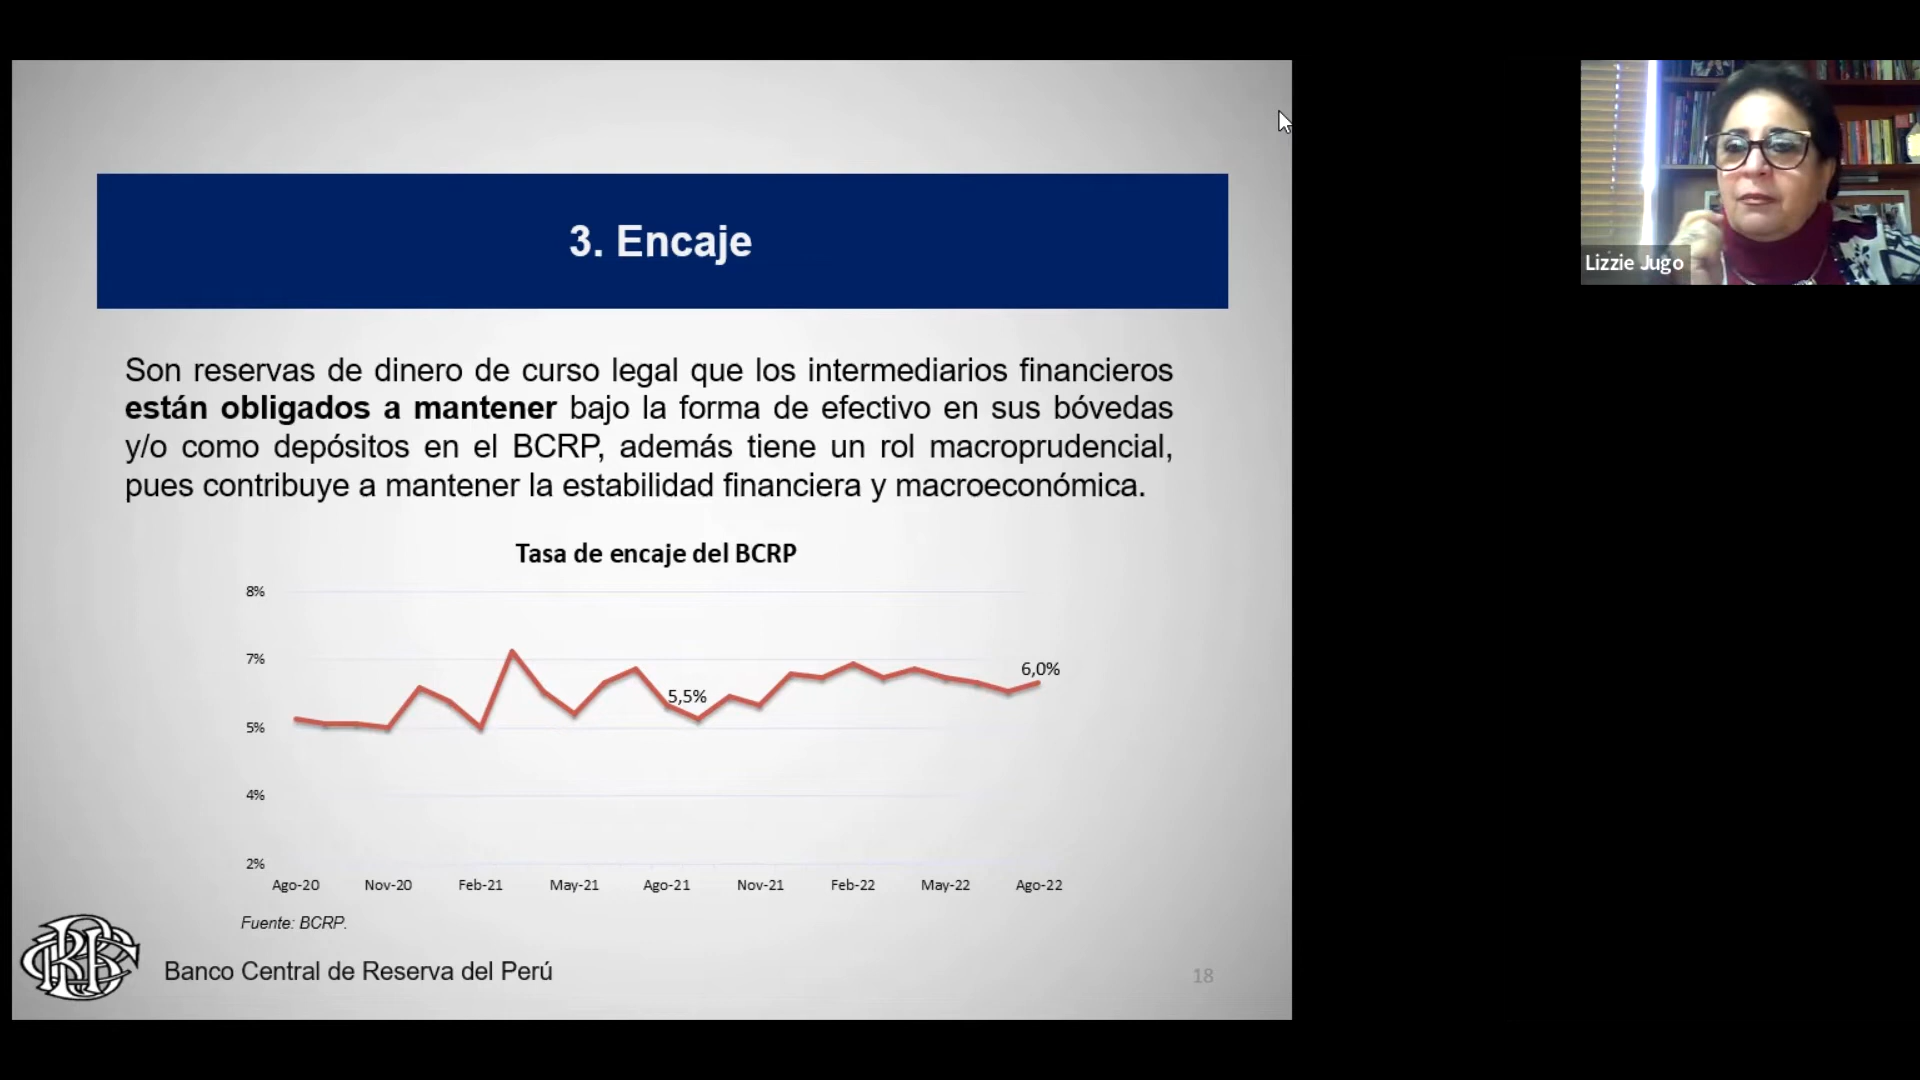 3. Encaje
Son reservas de dinero de curso legal que los intermediarios financieros
están obligados a mantener bajo la forma de efectivo en sus bóvedas
y/o como depósitos en el BCRP, además tiene un rol macroprudencial,
pues contribuye a mantener la estabilidad financiera y macroeconómica.
Tasa de encaje del BCRP
8%
7%
5%
4%
2%
5,5%
6,0%
Ago-20 Nov-20 Feb-21 May-21 Ago-21 Nov-21 Feb-22 May-22 Ago-22
Fuente: BCRP.
Banco Central de Reserva del Perú
18
Lizzie Jugo